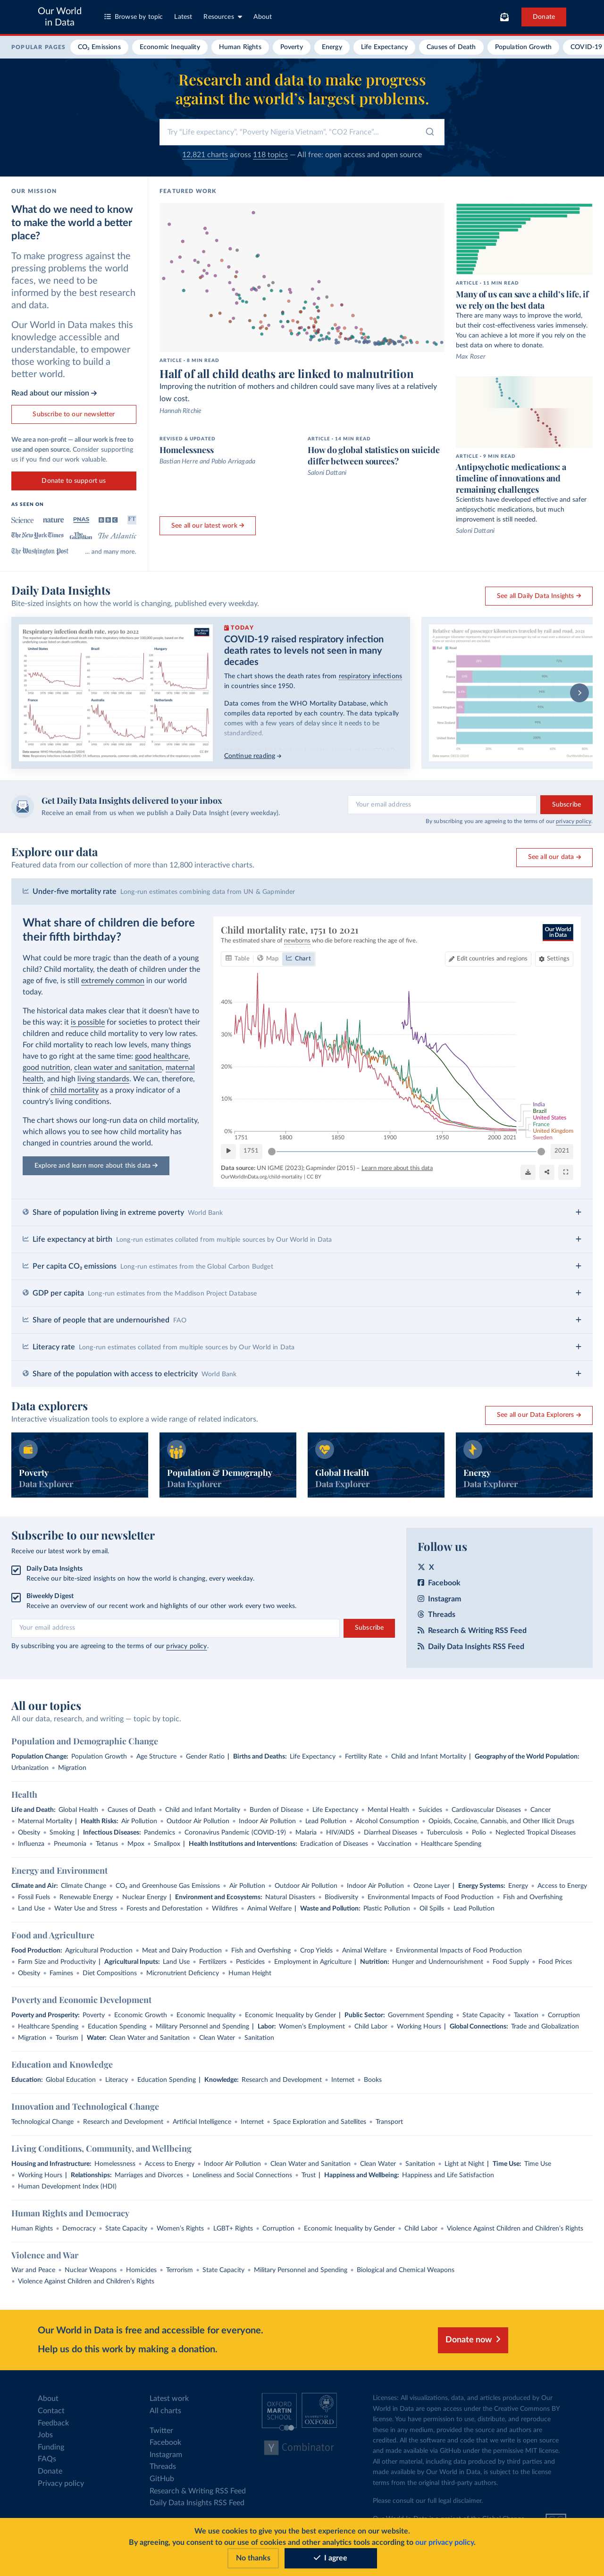 Our World
in Data
Browse by topic
Latest
Resources
About
Donate
POPULAR PAGES
CO₂ Emissions
Economic Inequality
Human Rights
Poverty
Energy
Life Expectancy
Causes of Death
Population Growth
COVID-19
Research and data to make progress
against the world's largest problems.
Try "Life expectancy", "Poverty Nigeria Vietnam", "CO2 France"...
12,821 charts across 118 topics — All free: open access and open source
OUR MISSION
What do we need to know
to make the world a better
place?
To make progress against the
pressing problems the world
faces, we need to be
informed by the best research
and data.
Our World in Data makes this
knowledge accessible and
understandable, to empower
those working to build a
better world.
Read about our mission →
Subscribe to our newsletter
We are a non-profit — all our work is free to
use and open source. Consider supporting
us if you find our work valuable.
Donate to support us
AS SEEN ON
Science
nature
PNAS
BBC
FT
The New York Times
The Guardian
The Atlantic
The Washington Post
... and many more.
FEATURED WORK
ARTICLE - 8 MIN READ
Half of all child deaths are linked to malnutrition
Improving the nutrition of mothers and children could save many lives at a relatively
low cost.
Hannah Ritchie
REVISED & UPDATED
Homelessness
Bastian Herre and Pablo Arriagada
ARTICLE - 14 MIN READ
How do global statistics on suicide
differ between sources?
Saloni Dattani
See all our latest work →
ARTICLE - 11 MIN READ
Many of us can save a child's life, if
we rely on the best data
There are many ways to improve the world,
but their cost-effectiveness varies immensely.
You can achieve a lot more if you rely on the
best data on where to donate.
Max Roser
ARTICLE - 9 MIN READ
Antipsychotic medications: a
timeline of innovations and
remaining challenges
Scientists have developed effective and safer
antipsychotics, but much
improvement is still needed.
Saloni Dattani
Daily Data Insights
Bite-sized insights on how the world is changing, published every weekday.
See all Daily Data Insights →
Respiratory infection death rate, 1950 to 2022
United States
Brazil
Hungary
France
Australia
Netherlands
TODAY
COVID-19 raised respiratory infection
death rates to levels not seen in many
decades
The chart shows the death rates from respiratory infections
in countries since 1950.
Data comes from the WHO Mortality Database, which
compiles data reported by each country. The data typically
comes with a few years of delay since it needs to be
standardized.
Continue reading →
Relative share of passenger kilometers traveled by rail and road, 2021
Get Daily Data Insights delivered to your inbox
Receive an email from us when we publish a Daily Data Insight (every weekday).
Your email address
Subscribe
By subscribing you are agreeing to the terms of our privacy policy.
Explore our data
Featured data from our collection of more than 12,800 interactive charts.
See all our data →
Under-five mortality rate Long-run estimates combining data from UN & Gapminder
What share of children die before
their fifth birthday?
What could be more tragic than the death of a young
child? Child mortality, the death of children under the
age of five, is still extremely common in our world
today.
The historical data makes clear that it doesn't have to
be this way: it is possible for societies to protect their
children and reduce child mortality to very low rates.
For child mortality to reach low levels, many things
have to go right at the same time: good healthcare,
good nutrition, clean water and sanitation, maternal
health, and high living standards. We can, therefore,
think of child mortality as a proxy indicator of a
country's living conditions.
The chart shows our long-run data on child mortality,
which allows you to see how child mortality has
changed in countries around the world.
Explore and learn more about this data →
Child mortality rate, 1751 to 2021
The estimated share of newborns who die before reaching the age of five.
Our World
in Data
Table
Map
Chart
Edit countries and regions
Settings
40%
30%
20%
10%
0%
1751
1800
1850
1900
1950
2000 2021
India
Brazil
United States
France
United Kingdom
Sweden
1751
2021
Data source: UN IGME (2023); Gapminder (2015) – Learn more about this data
OurWorldInData.org/child-mortality | CC BY
Share of population living in extreme poverty World Bank
Life expectancy at birth Long-run estimates collated from multiple sources by Our World in Data
Per capita CO₂ emissions Long-run estimates from the Global Carbon Budget
GDP per capita Long-run estimates from the Maddison Project Database
Share of people that are undernourished FAO
Literacy rate Long-run estimates collated from multiple sources by Our World in Data
Share of the population with access to electricity World Bank
Data explorers
Interactive visualization tools to explore a wide range of related indicators.
See all our Data Explorers →
Poverty
Data Explorer
Population & Demography
Data Explorer
Global Health
Data Explorer
Energy
Data Explorer
Subscribe to our newsletter
Receive our latest work by email.
Daily Data Insights
Receive our bite-sized insights on how the world is changing, every weekday.
Biweekly Digest
Receive an overview of our recent work and highlights of our other work every two weeks.
Your email address
Subscribe
By subscribing you are agreeing to the terms of our privacy policy.
Follow us
X
Facebook
Instagram
Threads
Research & Writing RSS Feed
Daily Data Insights RSS Feed
All our topics
All our data, research, and writing — topic by topic.
Population and Demographic Change
Population Change: Population Growth • Age Structure • Gender Ratio | Births and Deaths: Life Expectancy • Fertility Rate • Child and Infant Mortality | Geography of the World Population:
Urbanization • Migration
Health
Life and Death: Global Health • Causes of Death • Child and Infant Mortality • Burden of Disease • Life Expectancy • Mental Health • Suicides • Cardiovascular Diseases • Cancer
• Maternal Mortality | Health Risks: Air Pollution • Outdoor Air Pollution • Indoor Air Pollution • Lead Pollution • Alcohol Consumption • Opioids, Cocaine, Cannabis, and Other Illicit Drugs
• Obesity • Smoking | Infectious Diseases: Pandemics • Coronavirus Pandemic (COVID-19) • Malaria • HIV/AIDS • Diarrheal Diseases • Tuberculosis • Polio • Neglected Tropical Diseases
• Influenza • Pneumonia • Tetanus • Mpox • Smallpox | Health Institutions and Interventions: Eradication of Diseases • Vaccination • Healthcare Spending
Energy and Environment
Climate and Air: Climate Change • CO₂ and Greenhouse Gas Emissions • Air Pollution • Outdoor Air Pollution • Indoor Air Pollution • Ozone Layer | Energy Systems: Energy • Access to Energy
• Fossil Fuels • Renewable Energy • Nuclear Energy | Environment and Ecosystems: Natural Disasters • Biodiversity • Environmental Impacts of Food Production • Fish and Overfishing
• Land Use • Water Use and Stress • Forests and Deforestation • Wildfires • Animal Welfare | Waste and Pollution: Plastic Pollution • Oil Spills • Lead Pollution
Food and Agriculture
Food Production: Agricultural Production • Meat and Dairy Production • Fish and Overfishing • Crop Yields • Animal Welfare • Environmental Impacts of Food Production
• Farm Size and Productivity | Agricultural Inputs: Land Use • Fertilizers • Pesticides • Employment in Agriculture | Nutrition: Hunger and Undernourishment • Food Supply • Food Prices
• Obesity • Famines • Diet Compositions • Micronutrient Deficiency • Human Height
Poverty and Economic Development
Poverty and Prosperity: Poverty • Economic Growth • Economic Inequality • Economic Inequality by Gender | Public Sector: Government Spending • State Capacity • Taxation • Corruption
• Healthcare Spending • Education Spending • Military Personnel and Spending | Labor: Women's Employment • Child Labor • Working Hours | Global Connections: Trade and Globalization
• Migration • Tourism | Water: Clean Water and Sanitation • Clean Water • Sanitation
Education and Knowledge
Education: Global Education • Literacy • Education Spending | Knowledge: Research and Development • Internet • Books
Innovation and Technological Change
Technological Change • Research and Development • Artificial Intelligence • Internet • Space Exploration and Satellites • Transport
Living Conditions, Community, and Wellbeing
Housing and Infrastructure: Homelessness • Access to Energy • Indoor Air Pollution • Clean Water and Sanitation • Clean Water • Sanitation • Light at Night | Time Use: Time Use
• Working Hours | Relationships: Marriages and Divorces • Loneliness and Social Connections • Trust | Happiness and Wellbeing: Happiness and Life Satisfaction
• Human Development Index (HDI)
Human Rights and Democracy
Human Rights • Democracy • State Capacity • Women's Rights • LGBT+ Rights • Corruption • Economic Inequality by Gender • Child Labor • Violence Against Children and Children's Rights
Violence and War
War and Peace • Nuclear Weapons • Homicides • Terrorism • State Capacity • Military Personnel and Spending • Biological and Chemical Weapons
• Violence Against Children and Children's Rights
Our World in Data is free and accessible for everyone.
Help us do this work by making a donation.
Donate now
About
Contact
Feedback
Jobs
Funding
FAQs
Donate
Privacy policy
Latest work
All charts
Twitter
Facebook
Instagram
Threads
GitHub
Research & Writing RSS Feed
Daily Data Insights RSS Feed
OXFORD
MARTIN
SCHOOL
UNIVERSITY OF
OXFORD
Y Combinator
Licenses: All visualizations, data, and articles produced by Our
World in Data are open access under the Creative Commons BY
license. You have permission to use, distribute, and reproduce
these in any medium, provided the source and authors are
credited. All the software and code that we write is open source
and made available via GitHub under the permissive MIT license.
All other material, including data produced by third parties and
made available by Our World in Data, is subject to the license
terms from the original third-party authors.
Please consult our full legal disclaimer.
We use cookies to give you the best experience on our website.
By agreeing, you consent to our use of cookies and other analytics tools according to our privacy policy.
No thanks
I agree